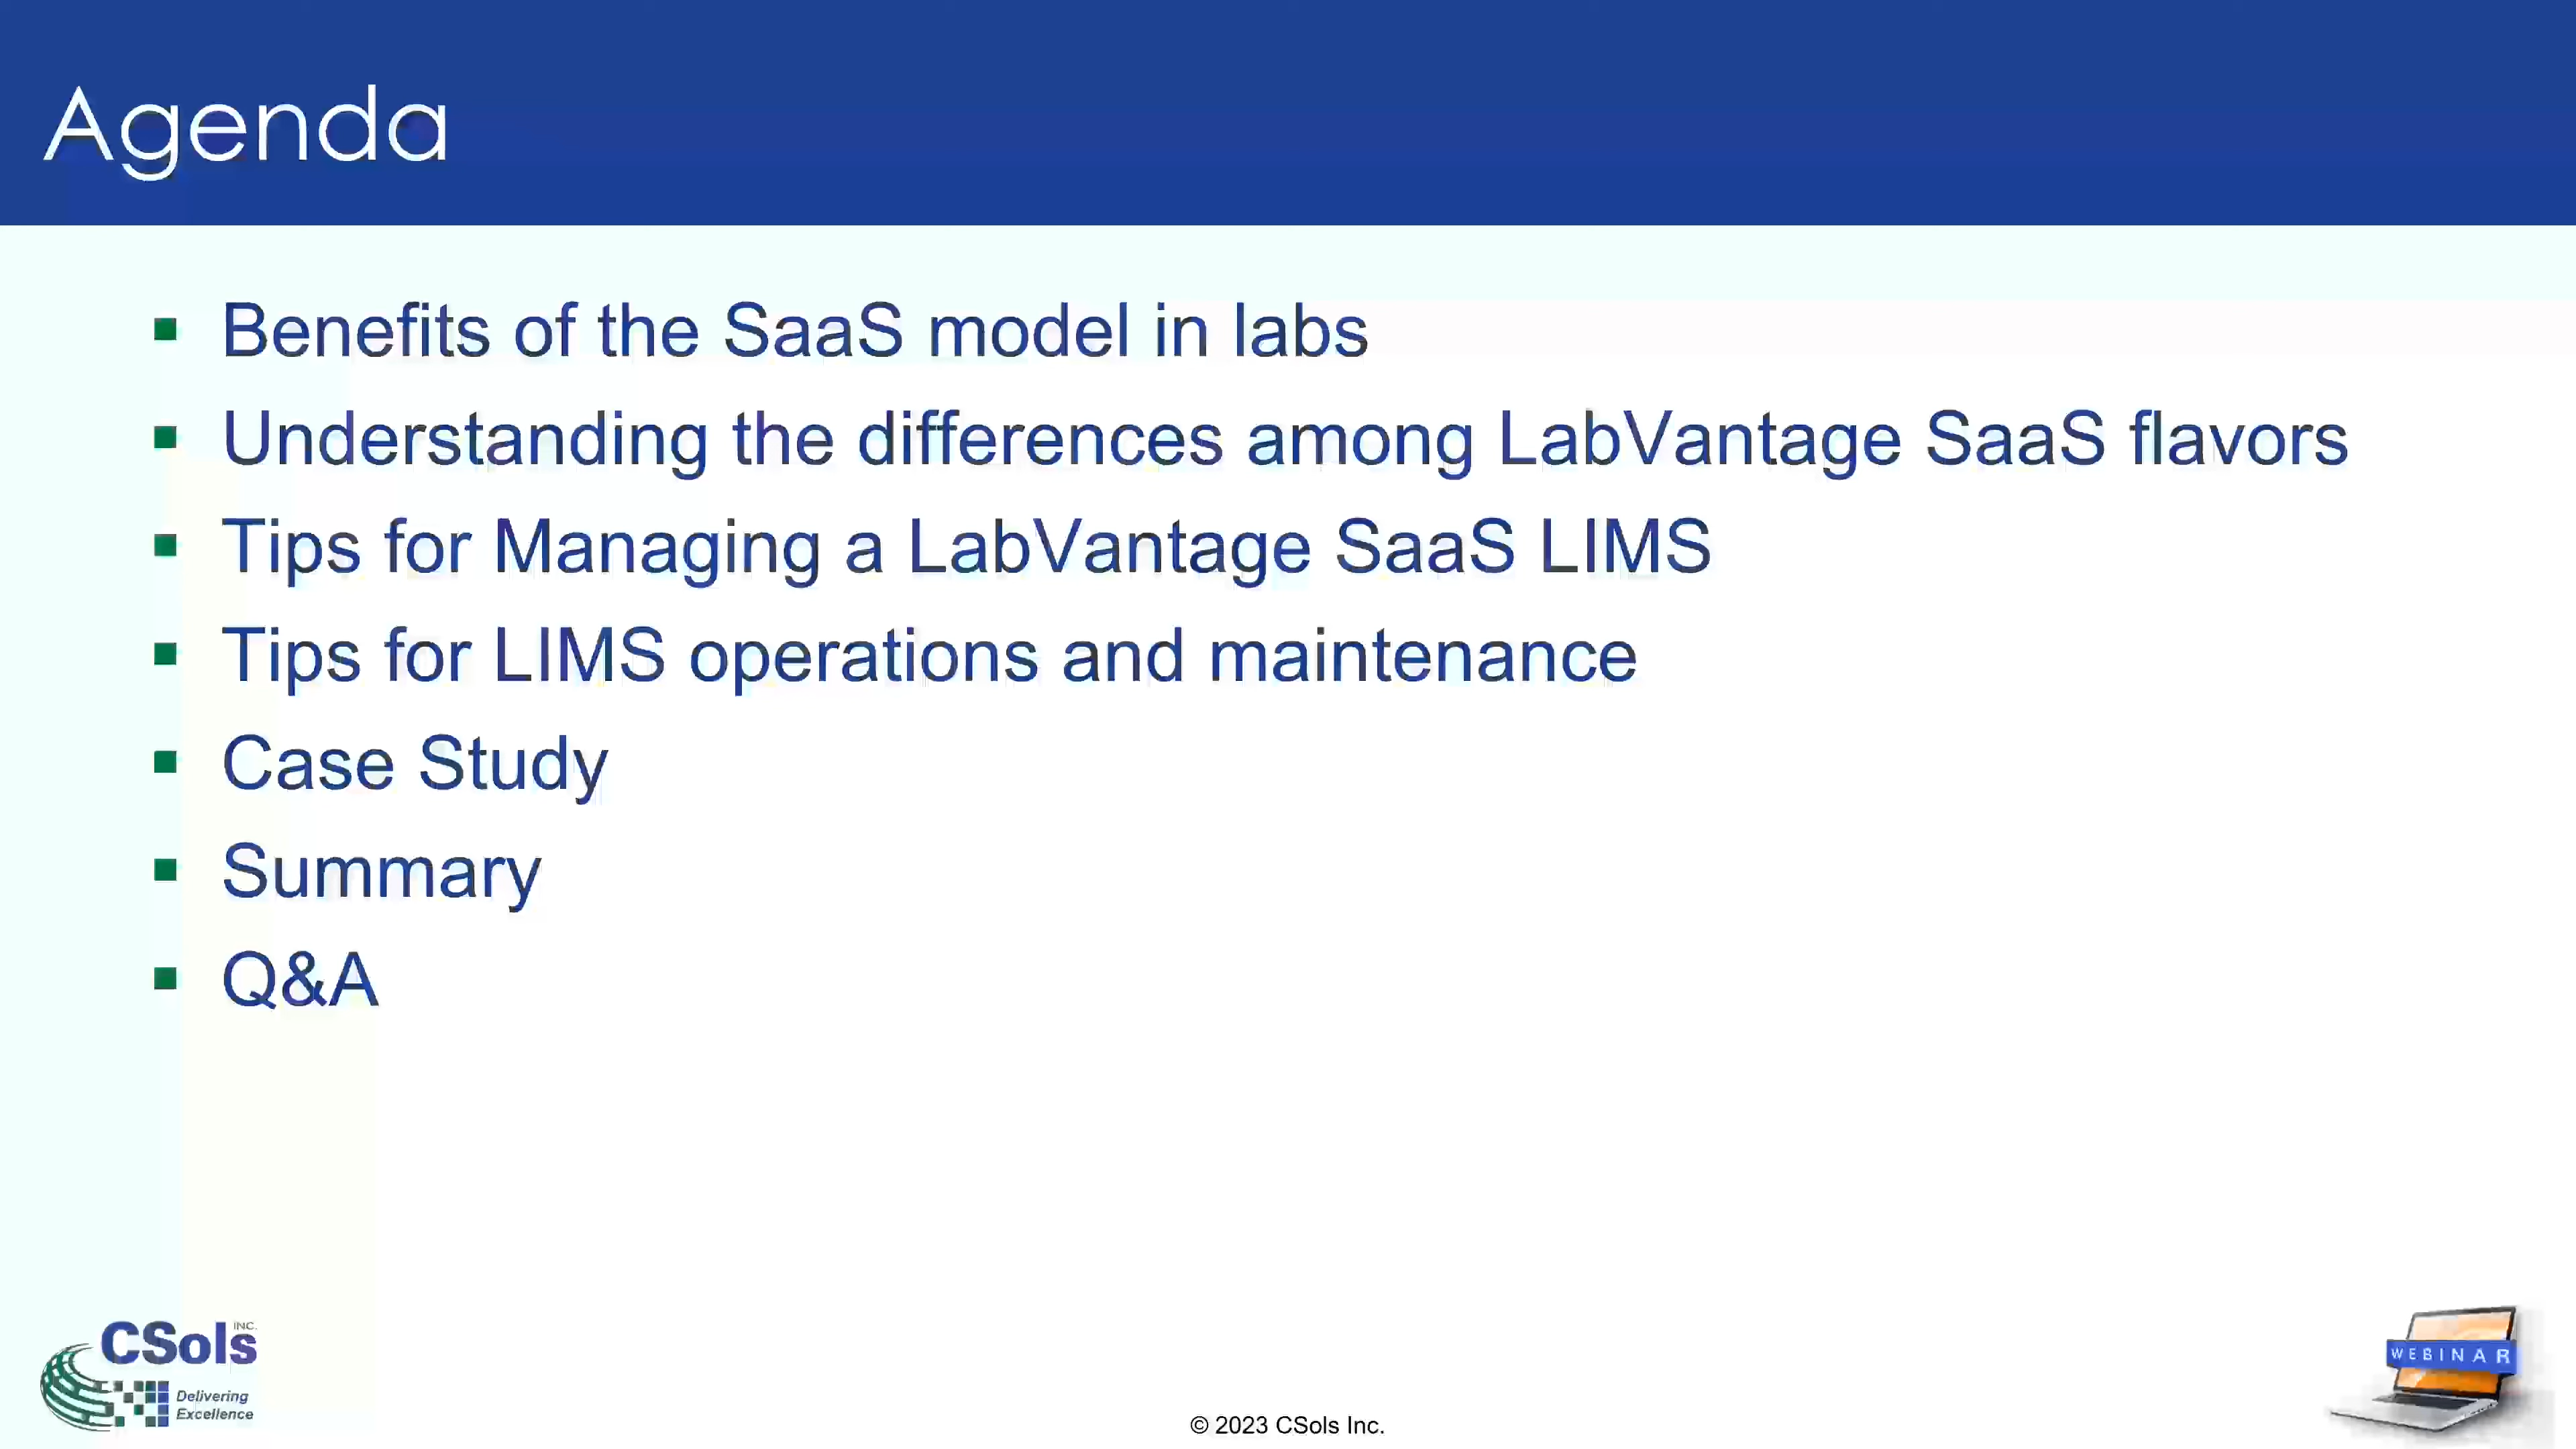 Agenda
Benefits of the SaaS model in labs
Understanding the differences among LabVantage SaaS flavors
Tips for Managing a LabVantage SaaS LIMS
Tips for LIMS operations and maintenance
Case Study
Summary
Q&A
CSols INC.
Delivering
Excellence
© 2023 CSols Inc.
WEBINAR